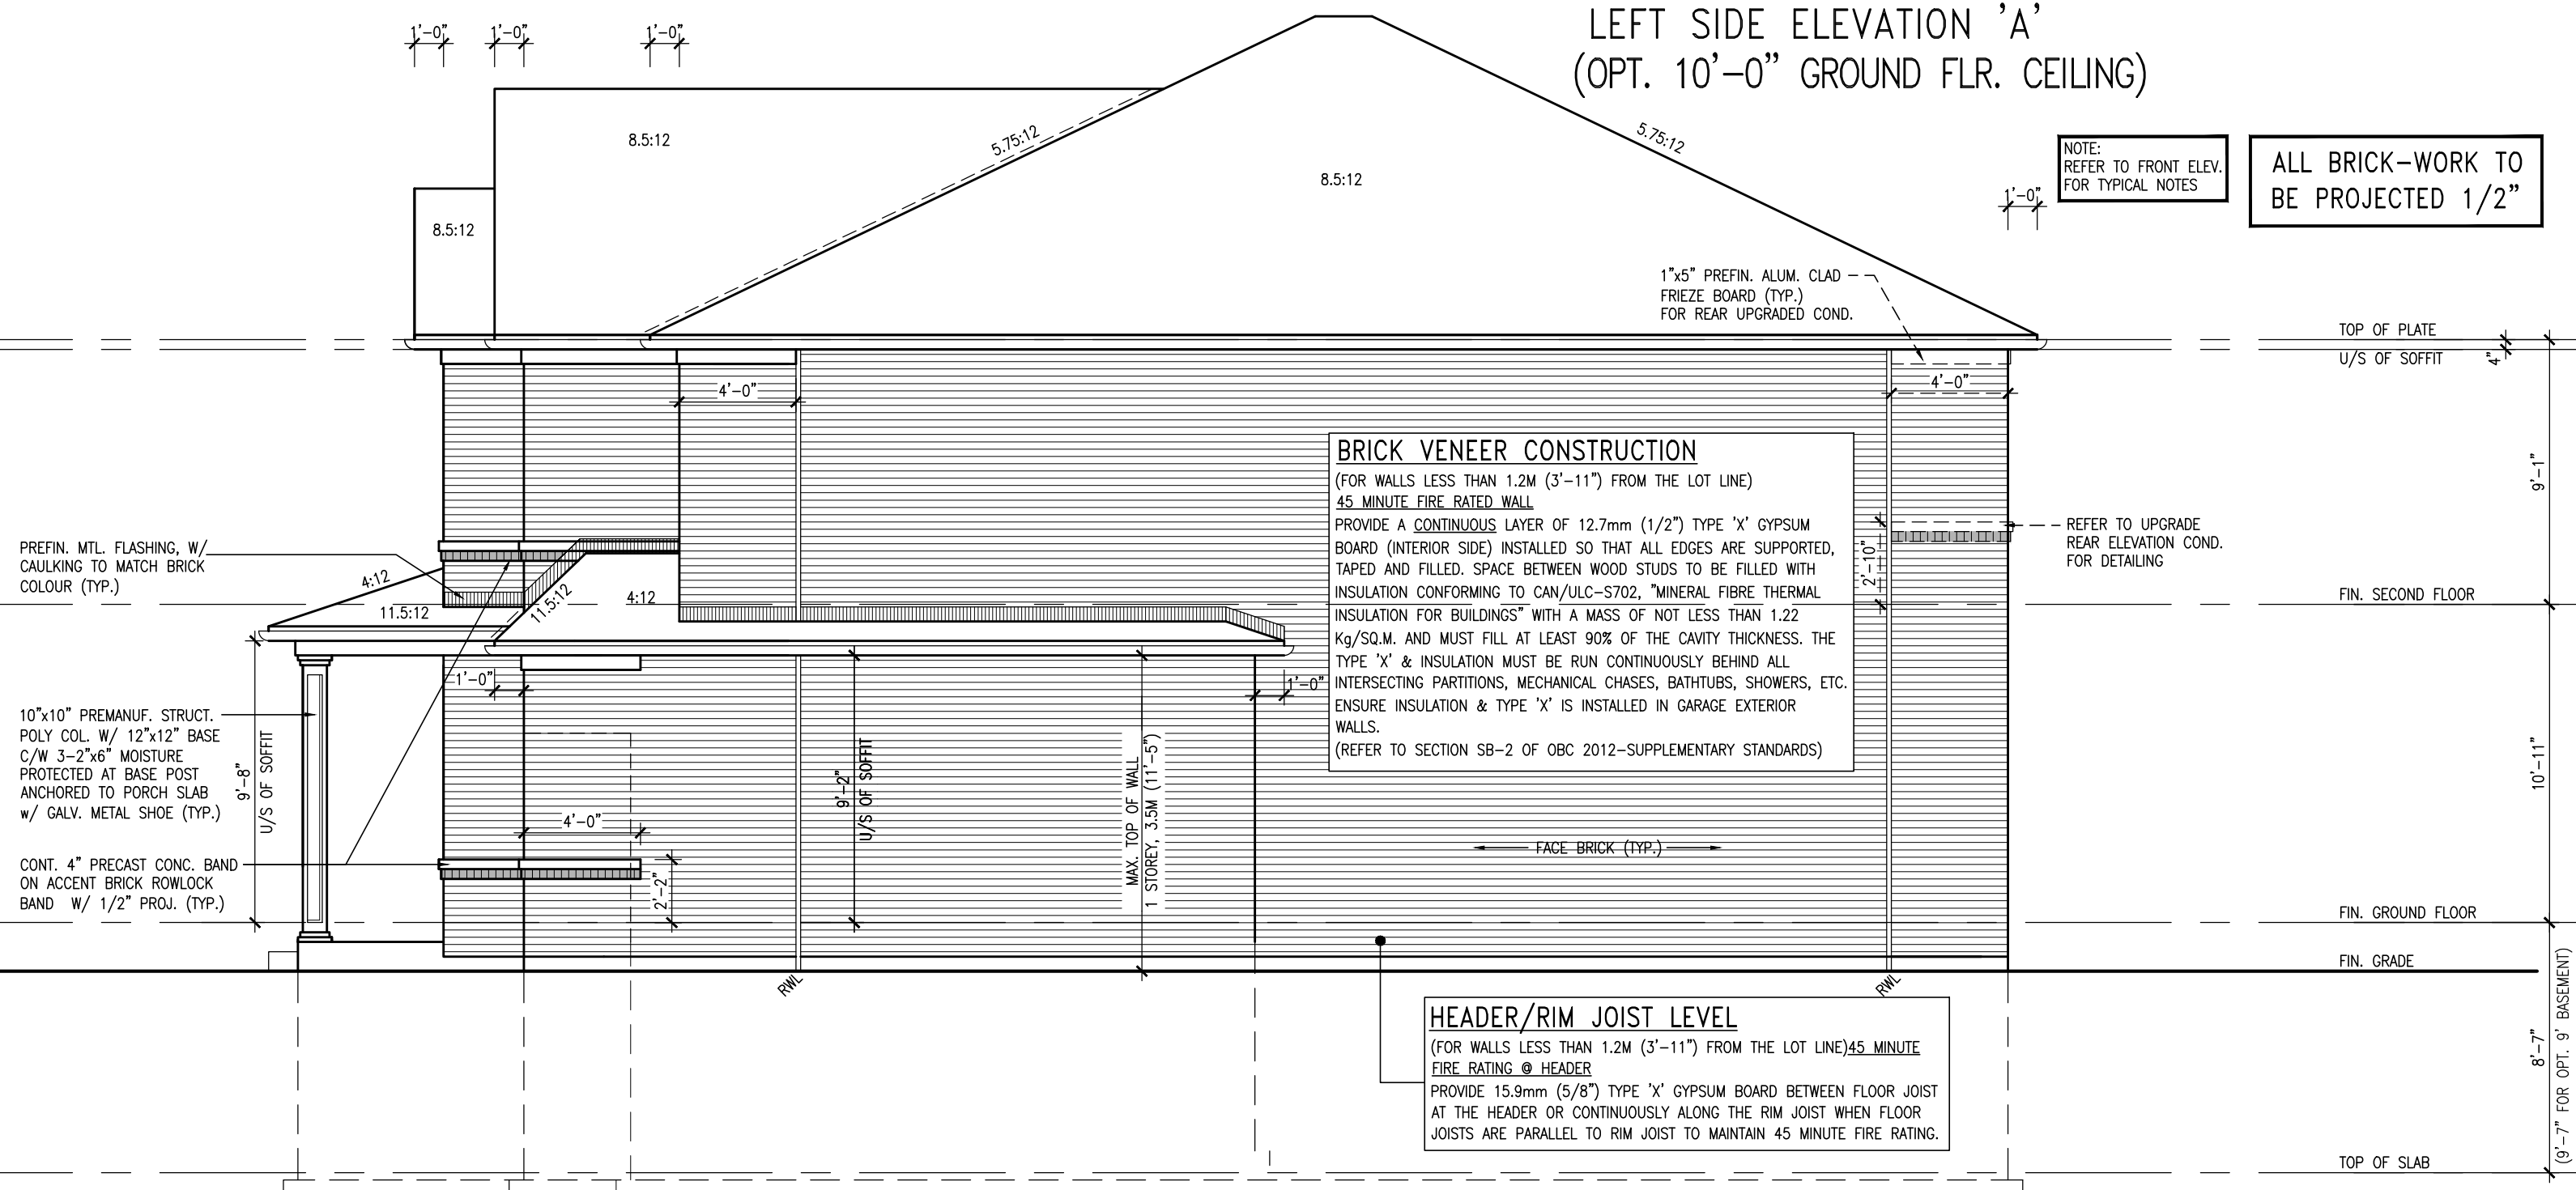 LEFT SIDE ELEVATION 'A'
(OPT. 10'-0" GROUND FLR. CEILING)
1'-0"
1'-0"
1'-0"
8.5:12
8.5:12
5.75:12
8.5:12
5.75:12
NOTE:
REFER TO FRONT ELEV.
FOR TYPICAL NOTES
ALL BRICK-WORK TO
BE PROJECTED 1/2"
1'-0"
1"x5" PREFIN. ALUM. CLAD
FRIEZE BOARD (TYP.)
FOR REAR UPGRADED COND.
TOP OF PLATE
U/S OF SOFFIT
4"
4'-0"
4'-0"
9'-1"
BRICK VENEER CONSTRUCTION
(FOR WALLS LESS THAN 1.2M (3'-11") FROM THE LOT LINE)
45 MINUTE FIRE RATED WALL
PROVIDE A CONTINUOUS LAYER OF 12.7mm (1/2") TYPE 'X' GYPSUM
BOARD (INTERIOR SIDE) INSTALLED SO THAT ALL EDGES ARE SUPPORTED,
TAPED AND FILLED. SPACE BETWEEN WOOD STUDS TO BE FILLED WITH
INSULATION CONFORMING TO CAN/ULC-S702, "MINERAL FIBRE THERMAL
INSULATION FOR BUILDINGS" WITH A MASS OF NOT LESS THAN 1.22
Kg/SQ.M. AND MUST FILL AT LEAST 90% OF THE CAVITY THICKNESS. THE
TYPE 'X' & INSULATION MUST BE RUN CONTINUOUSLY BEHIND ALL
INTERSECTING PARTITIONS, MECHANICAL CHASES, BATHTUBS, SHOWERS, ETC.
ENSURE INSULATION & TYPE 'X' IS INSTALLED IN GARAGE EXTERIOR
WALLS.
(REFER TO SECTION SB-2 OF OBC 2012-SUPPLEMENTARY STANDARDS)
2'-10"
REFER TO UPGRADE
REAR ELEVATION COND.
FOR DETAILING
PREFIN. MTL. FLASHING, W/
CAULKING TO MATCH BRICK
COLOUR (TYP.)
4:12
11.5:12
11.5:12
4:12
FIN. SECOND FLOOR
1'-0"
1'-0"
10"x10" PREMANUF. STRUCT.
POLY COL. W/ 12"x12" BASE
C/W 3-2"x6" MOISTURE
PROTECTED AT BASE POST
ANCHORED TO PORCH SLAB
w/ GALV. METAL SHOE (TYP.)
9'-8"
U/S OF SOFFIT
9'-2"
U/S OF SOFFIT
MAX. TOP OF WALL
1 STOREY, 3.5M (11'-5")
10'-11"
4'-0"
2'-2"
FACE BRICK (TYP.)
CONT. 4" PRECAST CONC. BAND
ON ACCENT BRICK ROWLOCK
BAND W/ 1/2" PROJ. (TYP.)
FIN. GROUND FLOOR
FIN. GRADE
RWL
RWL
HEADER/RIM JOIST LEVEL
(FOR WALLS LESS THAN 1.2M (3'-11") FROM THE LOT LINE)45 MINUTE
FIRE RATING @ HEADER
PROVIDE 15.9mm (5/8") TYPE 'X' GYPSUM BOARD BETWEEN FLOOR JOIST
AT THE HEADER OR CONTINUOUSLY ALONG THE RIM JOIST WHEN FLOOR
JOISTS ARE PARALLEL TO RIM JOIST TO MAINTAIN 45 MINUTE FIRE RATING.
8'-7"
(9'-7" FOR OPT. 9' BASEMENT)
TOP OF SLAB